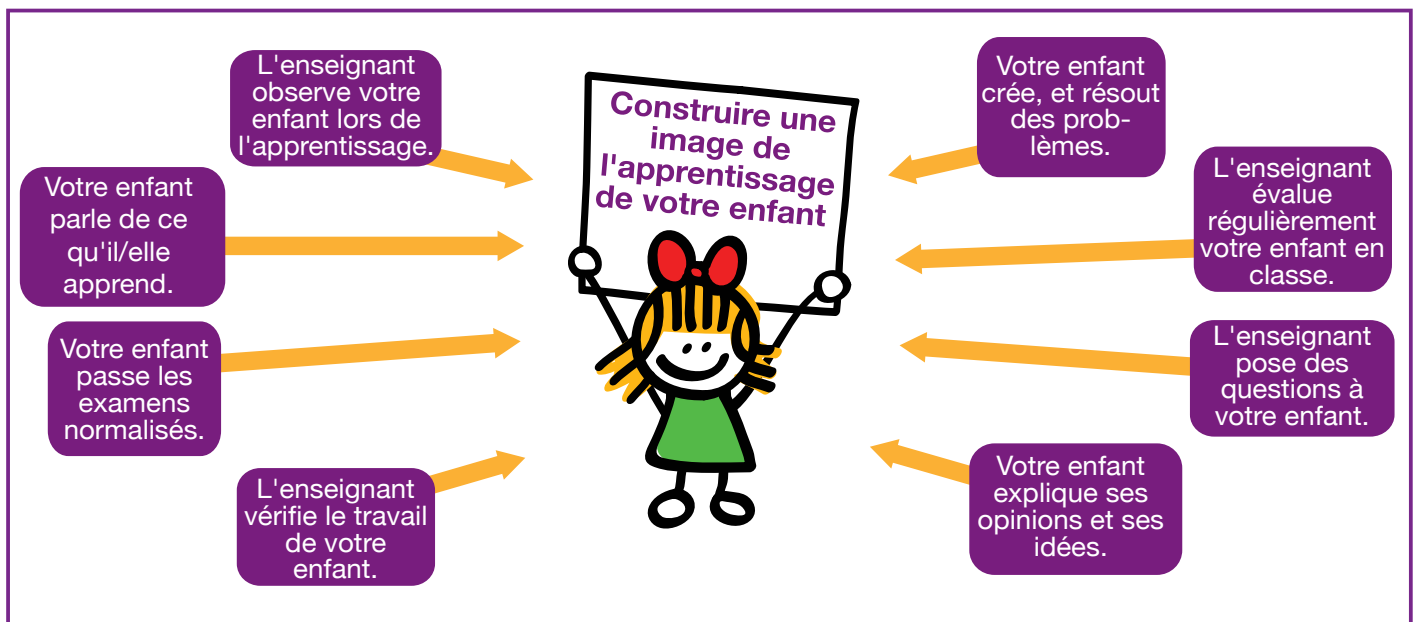 Construire une
image de
l'apprentissage
de votre enfant
L'enseignant
observe votre
enfant lors de
l'apprentissage.
Votre enfant
parle de ce
qu'il/elle
apprend.
Votre enfant
passe les
examens
normalisés.
L'enseignant
vérifie le travail
de votre
enfant.
Votre enfant
crée, et résout
des prob-
lèmes.
L'enseignant
évalue
régulièrement
votre enfant en
classe.
L'enseignant
pose des
questions à
votre enfant.
Votre enfant
explique ses
opinions et ses
idées.